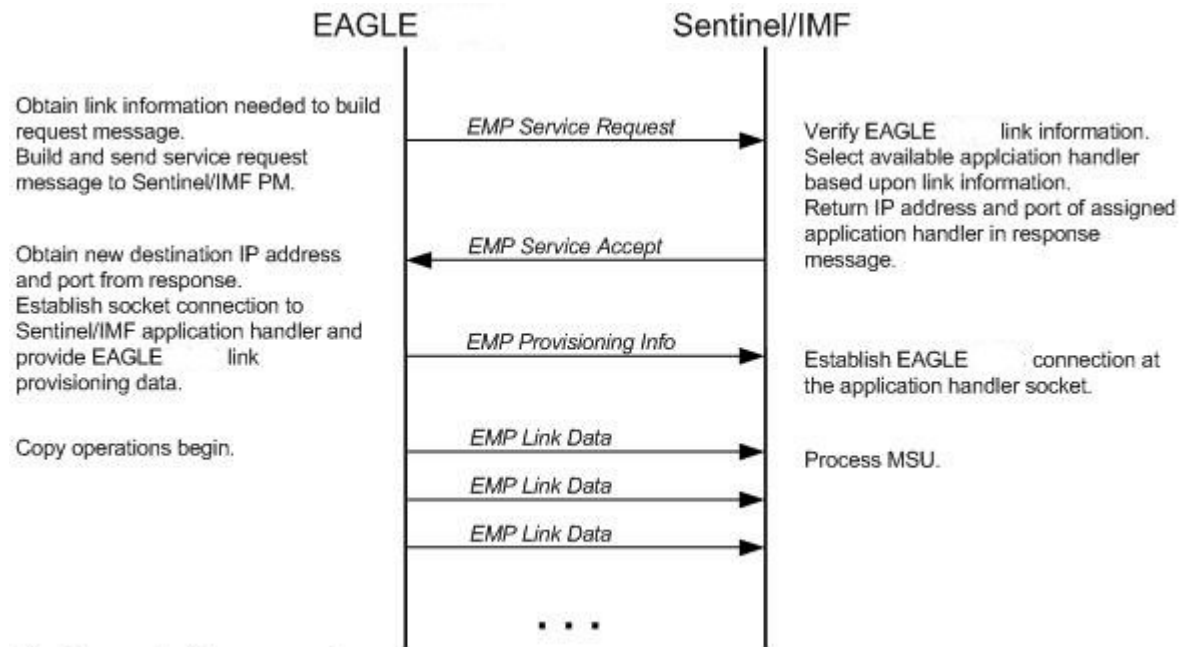 EAGLE
Sentinel/IMF
Obtain link information needed to build
request message.
Build and send service request
message to Sentinel/IMF PM.
EMP Service Request
Verify EAGLE link information.
Select available applciation handler
based upon link information.
Return IP address and port of assigned
application handler in response
message.
EMP Service Accept
Obtain new destination IP address
and port from response.
Establish socket connection to
Sentinel/IMF application handler and
provide EAGLE link
provisioning data.
EMP Provisioning Info
Establish EAGLE connection at
the application handler socket.
Copy operations begin.
EMP Link Data
Process MSU.
EMP Link Data
EMP Link Data
. . .